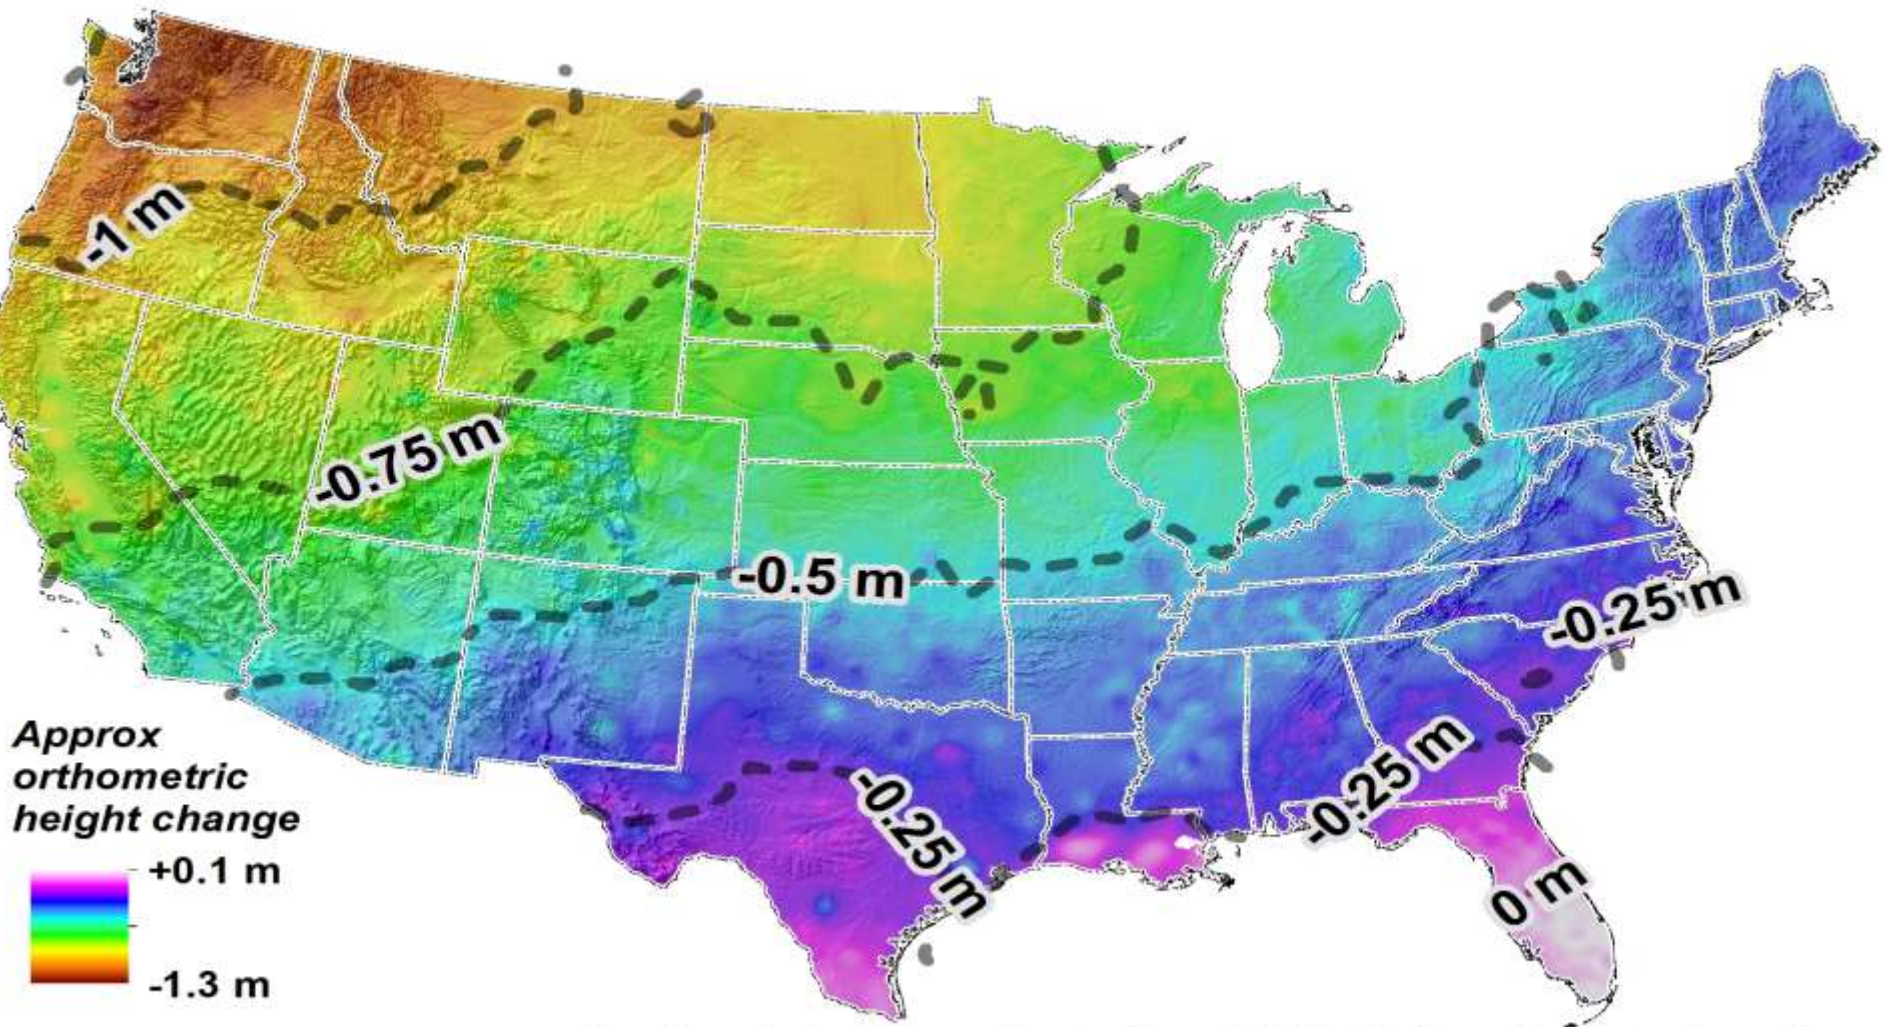 -1 m
-0.75 m
-0.5 m
-0.25 m
-0.25 m
-0.25 m
0 m
Approx
orthometric
height change
+0.1 m
-1.3 m